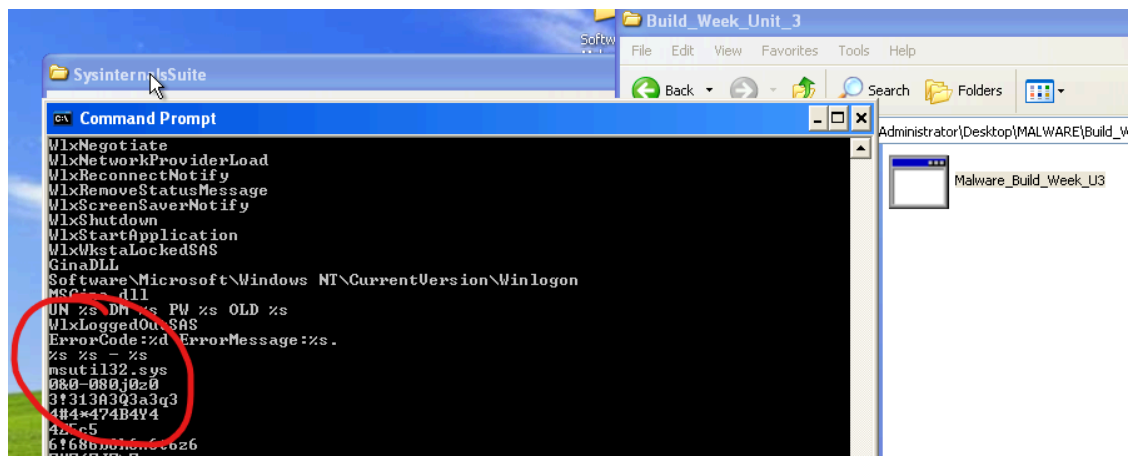 Softw
Build_Week_Unit_3
File Edit View Favorites Tools Help
SysinternalsSuite
Back Search Folders
Command Prompt
Administrator\Desktop\MALWARE\Build_W
WlxNegotiate
WlxNetworkProviderLoad
WlxReconnectNotify
WlxRemoveStatusMessage
WlxScreenSaverNotify
WlxShutdown
WlxStartApplication
WlxWkstaLockedSAS
GinaDLL
Software\Microsoft\Windows NT\CurrentVersion\Winlogon
MSGina.dll
UN %s DM %s PW %s OLD %s
WlxLoggedOutSAS
ErrorCode:%d ErrorMessage:%s.
%s %s - %s
msutil32.sys
0&0-080j0z0
3!313A3Q3a3q3
4#4*474B4Y4
Malware_Build_Week_U3